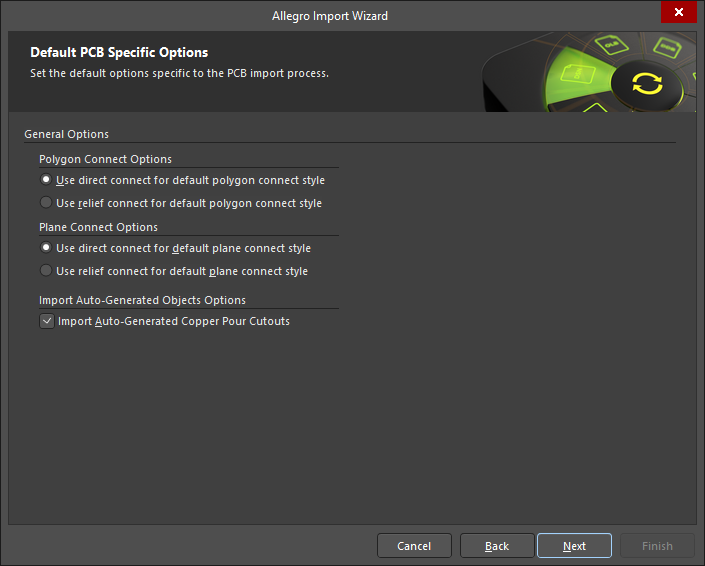 Allegro Import Wizard
Default PCB Specific Options
Set the default options specific to the PCB import process.
General Options
Polygon Connect Options
Use direct connect for default polygon connect style
Use relief connect for default polygon connect style
Plane Connect Options
Use direct connect for default plane connect style
Use relief connect for default plane connect style
Import Auto-Generated Objects Options
Import Auto-Generated Copper Pour Cutouts
Cancel
Back
Next
Finish